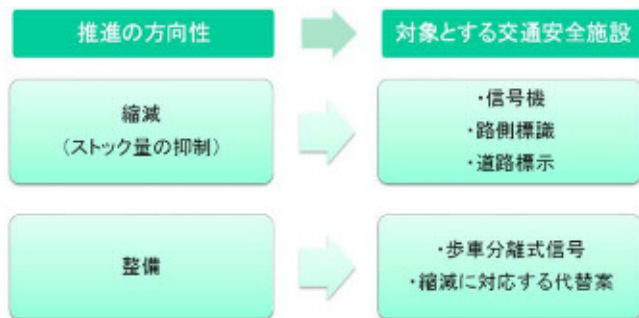 推進の方向性
対象とする交通安全施設
縮減
（ストック量の抑制）
・信号機
・路側標識
・道路標示
整備
・歩車分離式信号
・縮減に対応する代替案